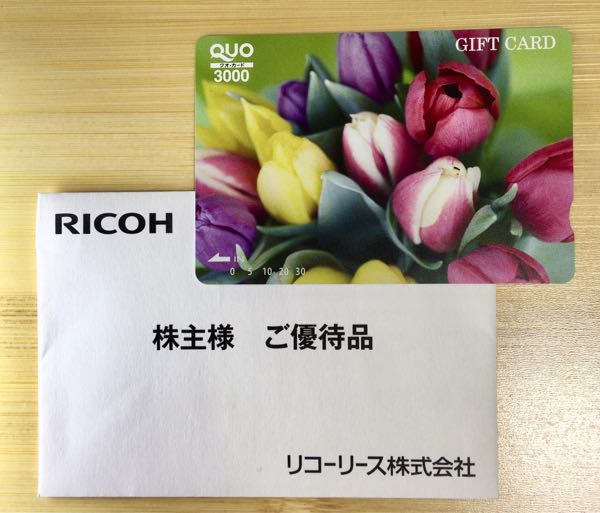 QUO
クオ・カード
3000
GIFT CARD
IN
0 5 10 20 30
RICOH
株主様 ご優待品
リコーリース株式会社